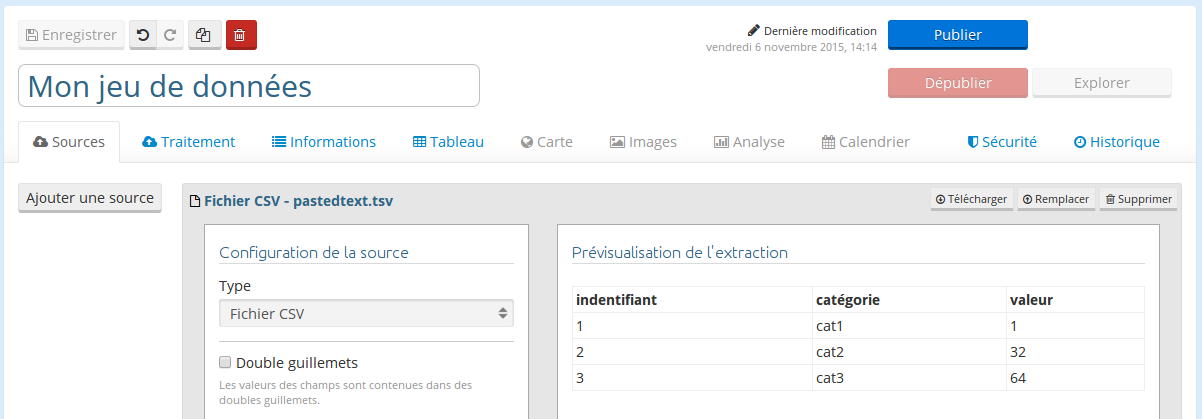 Enregistrer
Dernière modification
vendredi 6 novembre 2015, 14:14
Publier
Mon jeu de données
Dépublier Explorer
Sources Traitement Informations Tableau Carte Images Analyse Calendrier Sécurité Historique
Ajouter une source
Fichier CSV - pastedtext.tsv Télécharger Remplacer Supprimer
Configuration de la source
Type
Fichier CSV
Double guillemets
Les valeurs des champs sont contenues dans des
doubles guillemets.
Prévisualisation de l'extraction
indentifiant catégorie valeur
1 cat1 1
2 cat2 32
3 cat3 64